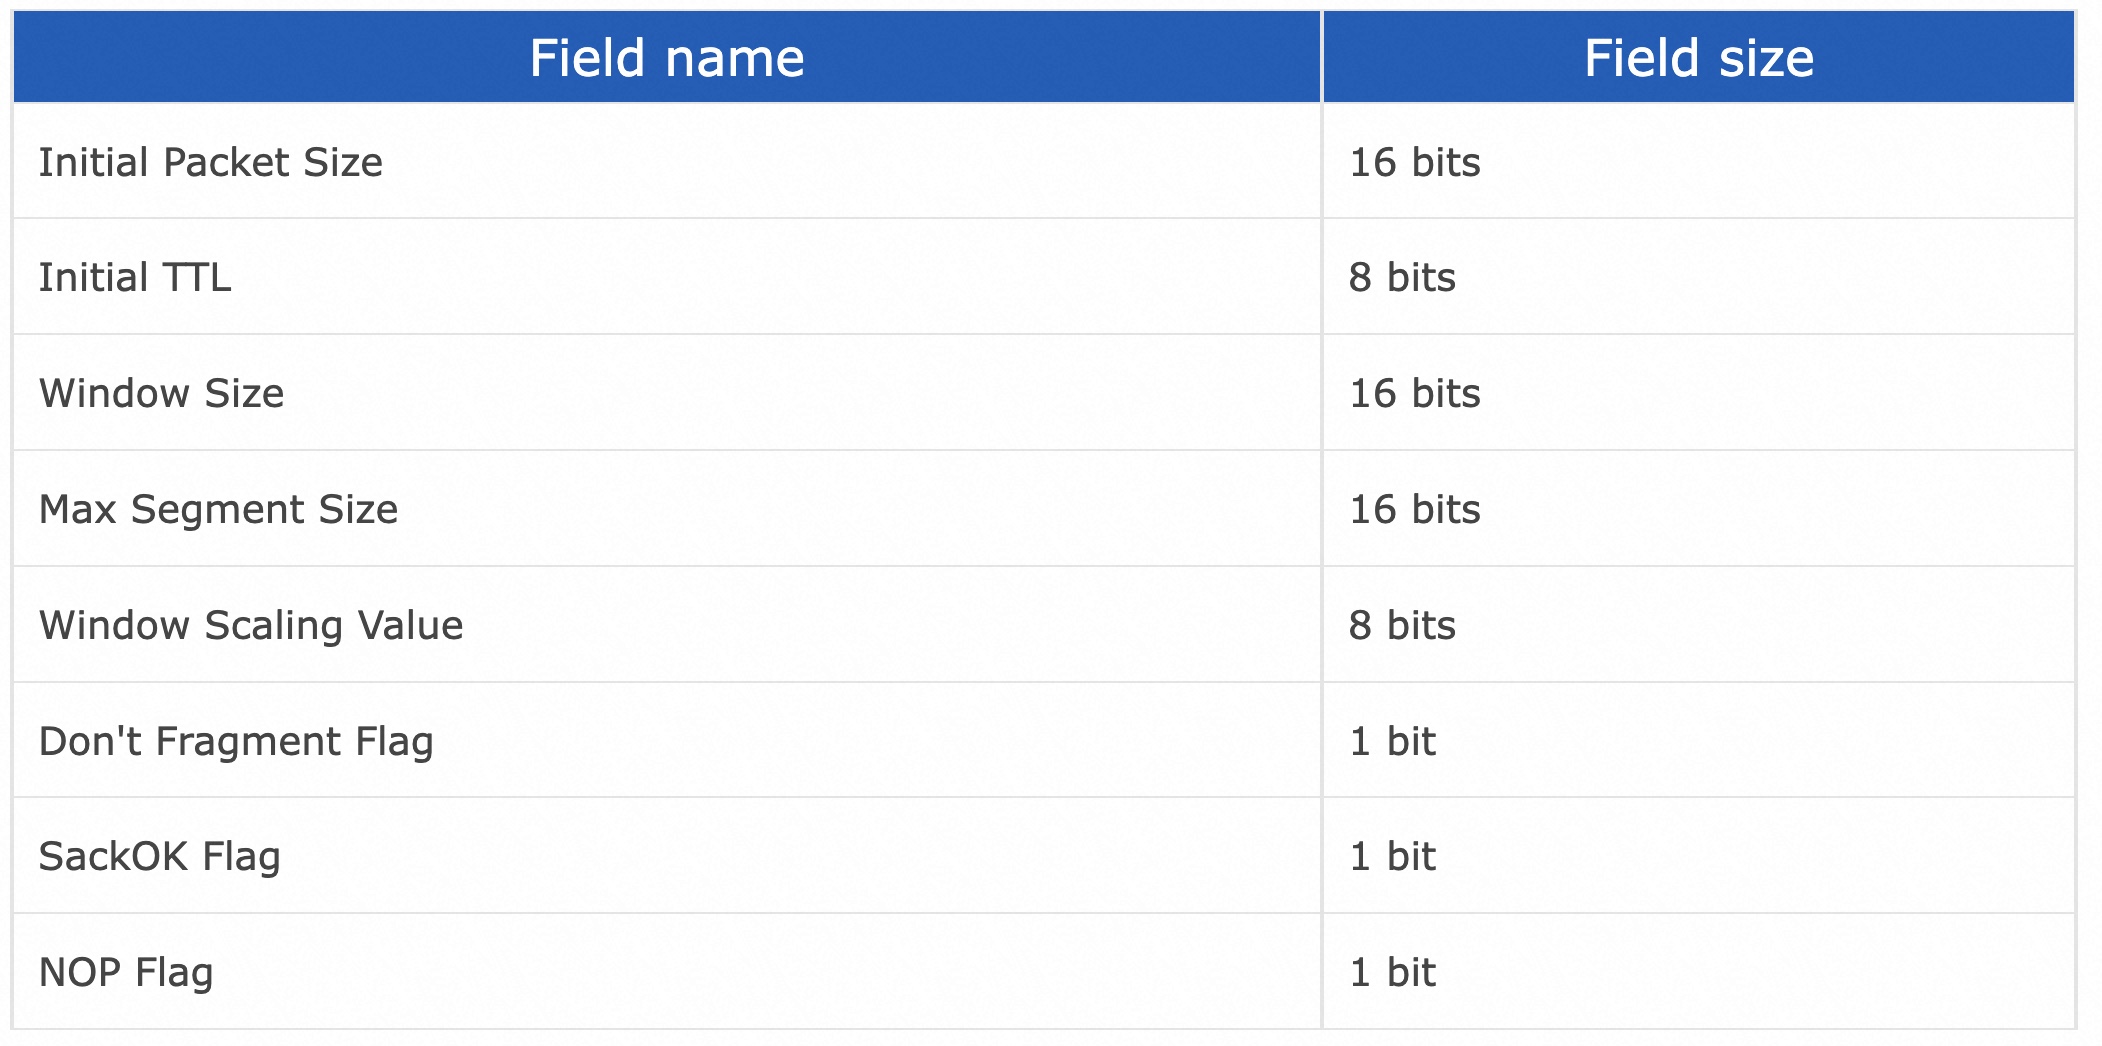 Field name Field size
Initial Packet Size 16 bits
Initial TTL 8 bits
Window Size 16 bits
Max Segment Size 16 bits
Window Scaling Value 8 bits
Don't Fragment Flag 1 bit
SackOK Flag 1 bit
NOP Flag 1 bit